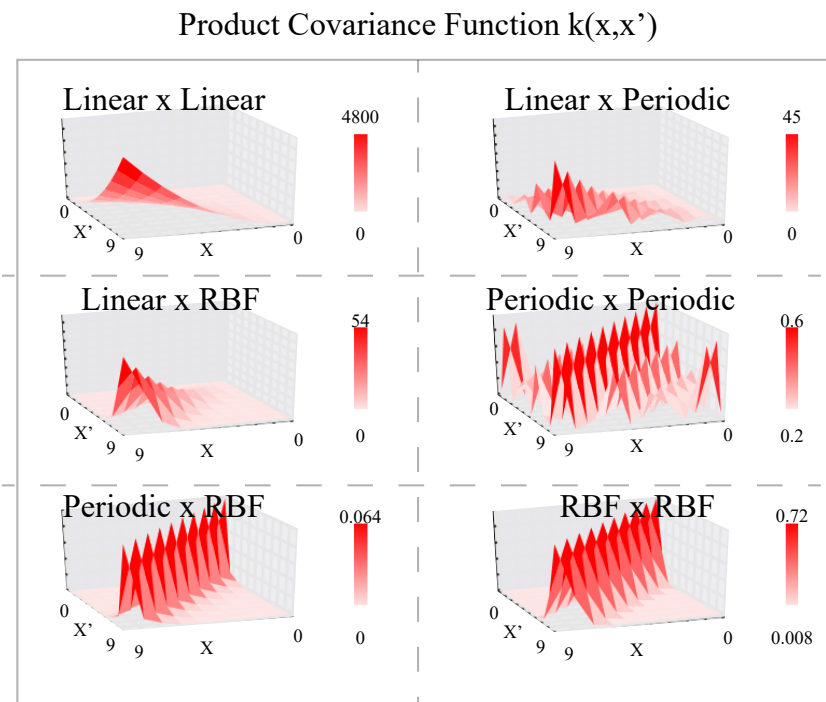 Product Covariance Function k(x,x’)
Linear x Linear
4800
0
0
X’
9
9
X
0
Linear x Periodic
45
0
0
X’
9
9
X
0
Linear x RBF
54
0
0
X’
9
9
X
0
Periodic x Periodic
0.6
0.2
0
X’
9
9
X
0
Periodic x RBF
0.064
0
0
X’
9
9
X
0
RBF x RBF
0.72
0.008
0
X’
9
9
X
0